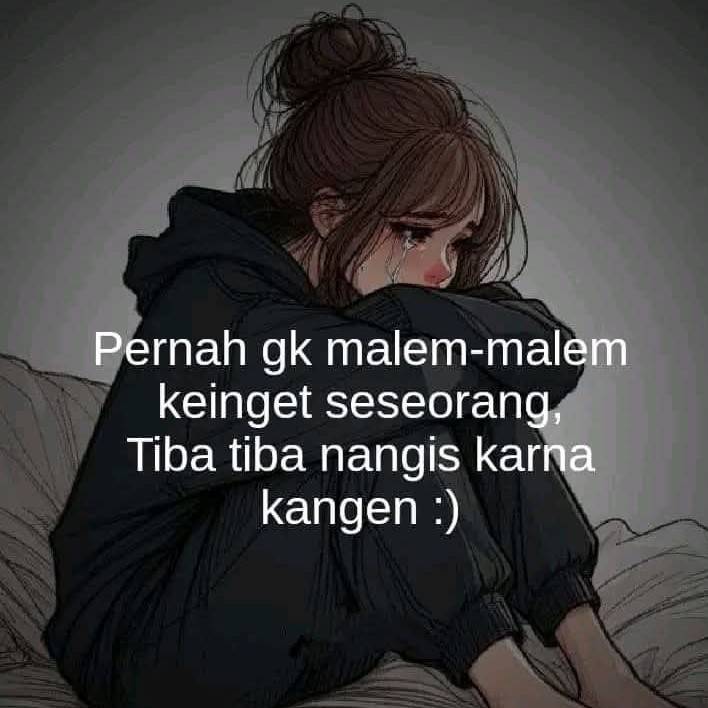 Pernah gk malem-malem
keinget seseorang,
Tiba tiba nangis karna
kangen :)